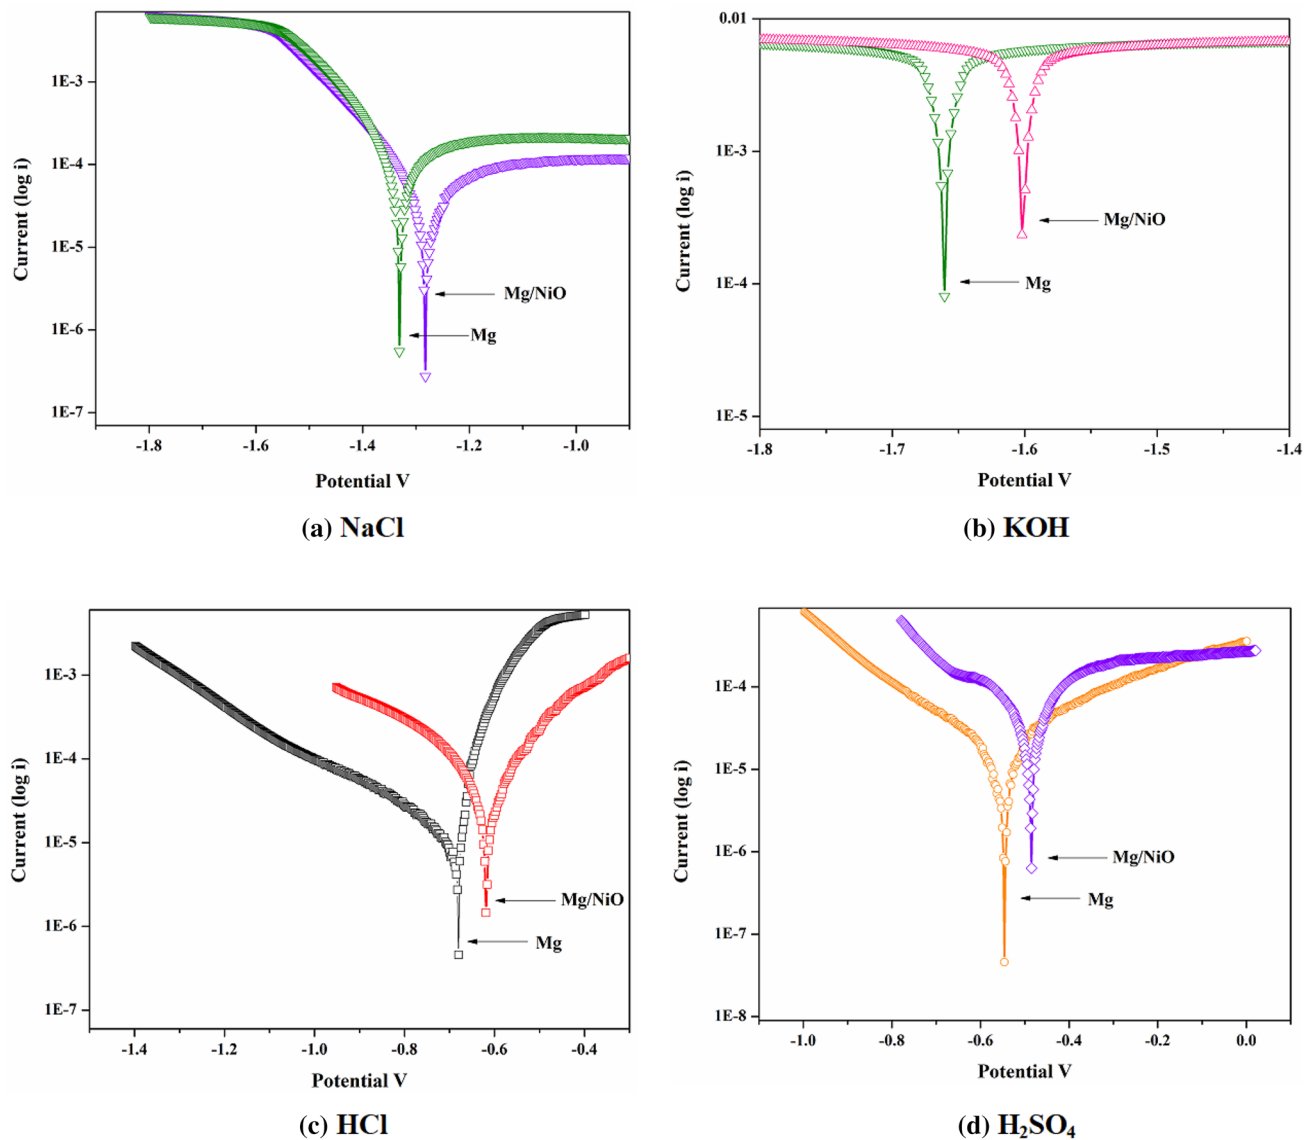 1E-3
1E-4
1E-5
1E-6
1E-7
Current (log i)
Mg/NiO
Mg
-1.8 -1.6 -1.4 -1.2 -1.0
Potential V
(a) NaCl
0.01
1E-3
1E-4
1E-5
Current (log i)
Mg/NiO
Mg
-1.8 -1.7 -1.6 -1.5 -1.4
Potential V
(b) KOH
1E-3
1E-4
1E-5
1E-6
1E-7
Current (log i)
Mg/NiO
Mg
-1.4 -1.2 -1.0 -0.8 -0.6 -0.4
Potential V
(c) HCl
1E-4
1E-5
1E-6
1E-7
1E-8
Current (log i)
Mg/NiO
Mg
-1.0 -0.8 -0.6 -0.4 -0.2 0.0
Potential V
(d) H₂SO₄